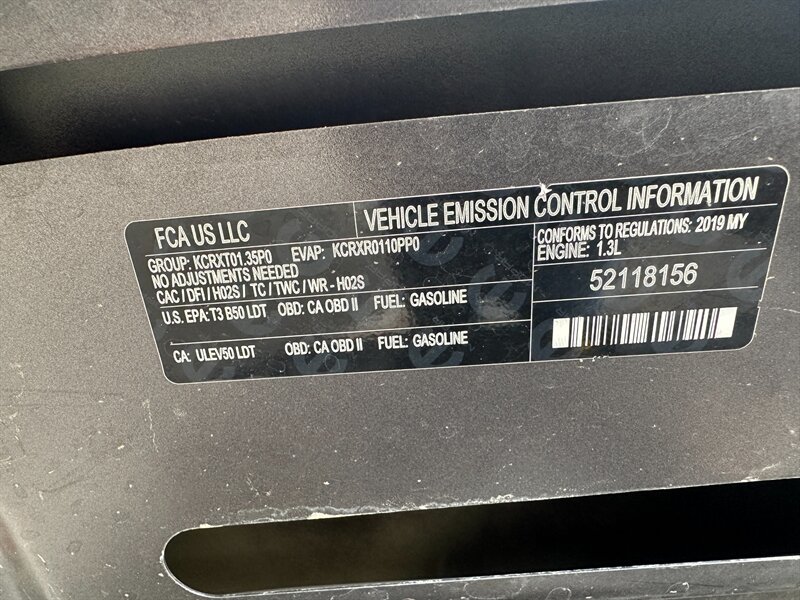 FCA US LLC
VEHICLE EMISSION CONTROL INFORMATION
GROUP: KCRXT01.35P0 EVAP: KCRXR0110PP0
NO ADJUSTMENTS NEEDED
CAC / DFI / H02S / TC / TWC / WR - H02S
U.S. EPA: T3 B50 LDT OBD: CA OBD II FUEL: GASOLINE
CA: ULEV50 LDT OBD: CA OBD II FUEL: GASOLINE
CONFORMS TO REGULATIONS: 2019 MY
ENGINE: 1.3L
52118156